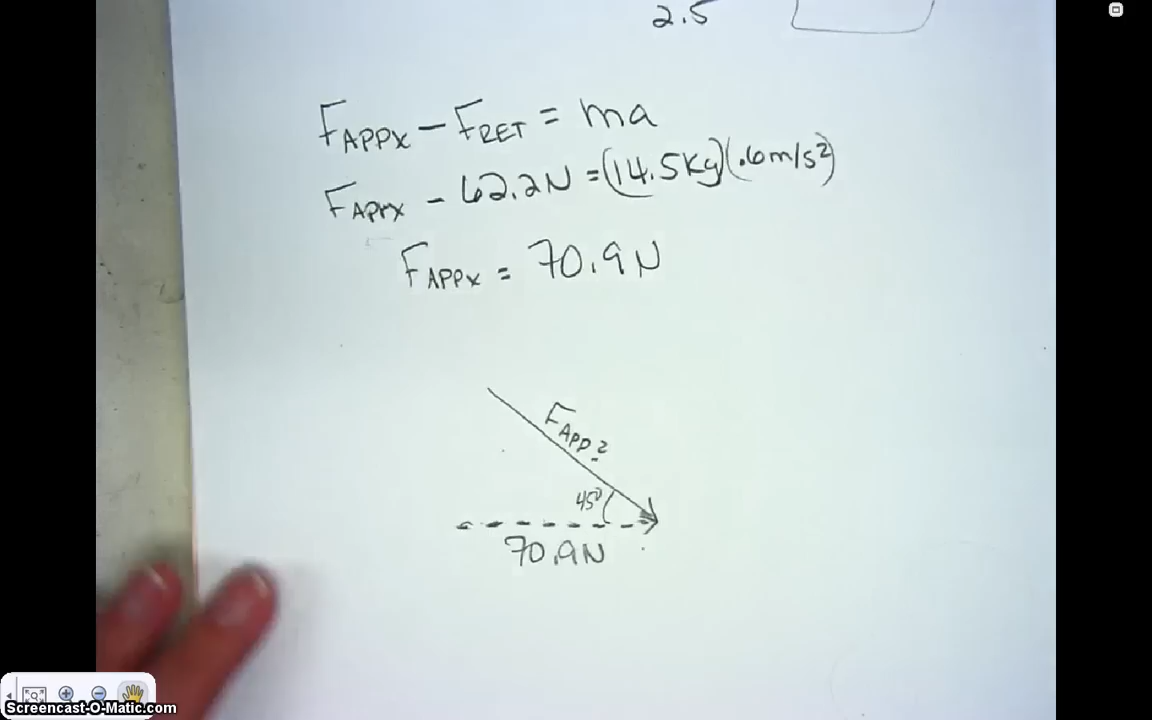 2.5
FAPPX - FRET = ma
FAPPX - 62.2N = (14.5Kg)(.6m/s²)
FAPPX = 70.9N
FAPP?
45°
70.9N
Screencast-O-Matic.com